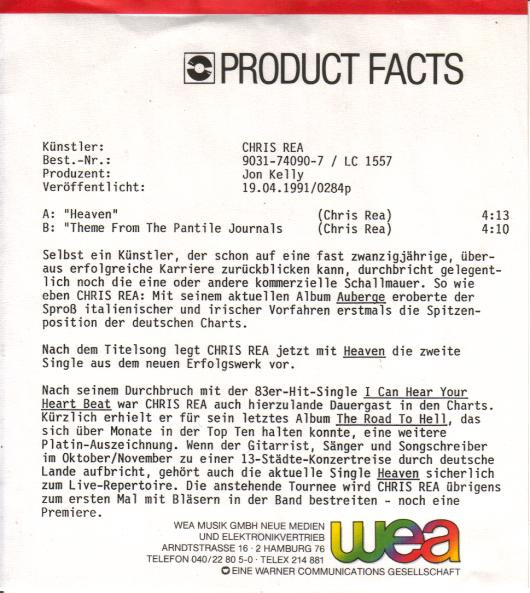 PRODUCT FACTS
Künstler: CHRIS REA
Best.-Nr.: 9031-74090-7 / LC 1557
Produzent: Jon Kelly
Veröffentlicht: 19.04.1991/0284p
A: "Heaven" (Chris Rea) 4:13
B: "Theme From The Pantile Journals (Chris Rea) 4:10
Selbst ein Künstler, der schon auf eine fast zwanzigjährige, über-
aus erfolgreiche Karriere zurückblicken kann, durchbricht gelegent-
lich noch die eine oder andere kommerzielle Schallmauer. So wie
eben CHRIS REA: Mit seinem aktuellen Album Auberge eroberte der
Sproß italienischer und irischer Vorfahren erstmals die Spitzen-
position der deutschen Charts.
Nach dem Titelsong legt CHRIS REA jetzt mit Heaven die zweite
Single aus dem neuen Erfolgswerk vor.
Nach seinem Durchbruch mit der 83er-Hit-Single I Can Hear Your
Heart Beat war CHRIS REA auch hierzulande Dauergast in den Charts.
Kürzlich erhielt er für sein letztes Album The Road To Hell, das
sich über Monate in der Top Ten halten konnte, eine weitere
Platin-Auszeichnung. Wenn der Gitarrist, Sänger und Songschreiber
im Oktober/November zu einer 13-Städte-Konzertreise durch deutsche
Lande aufbricht, gehört auch die aktuelle Single Heaven sicherlich
zum Live-Repertoire. Die anstehende Tournee wird CHRIS REA übrigens
zum ersten Mal mit Bläsern in der Band bestreiten - noch eine
Premiere.
WEA MUSIK GMBH NEUE MEDIEN
UND ELEKTRONIKVERTRIEB
ARNDTSTRASSE 16 · 2 HAMBURG 76
TELEFON 040/22 80 5-0 · TELEX 214 881
wea
EINE WARNER COMMUNICATIONS GESELLSCHAFT